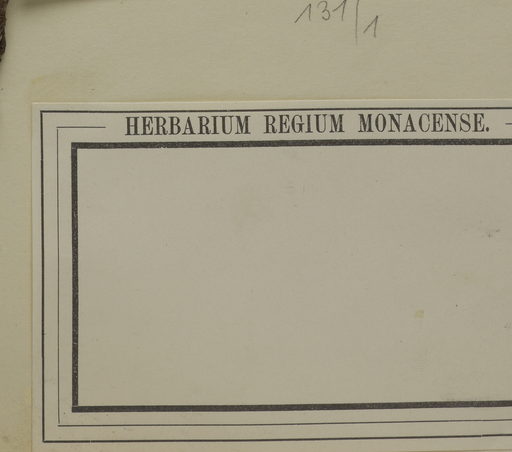 131/1
HERBARIUM REGIUM MONACENSE.